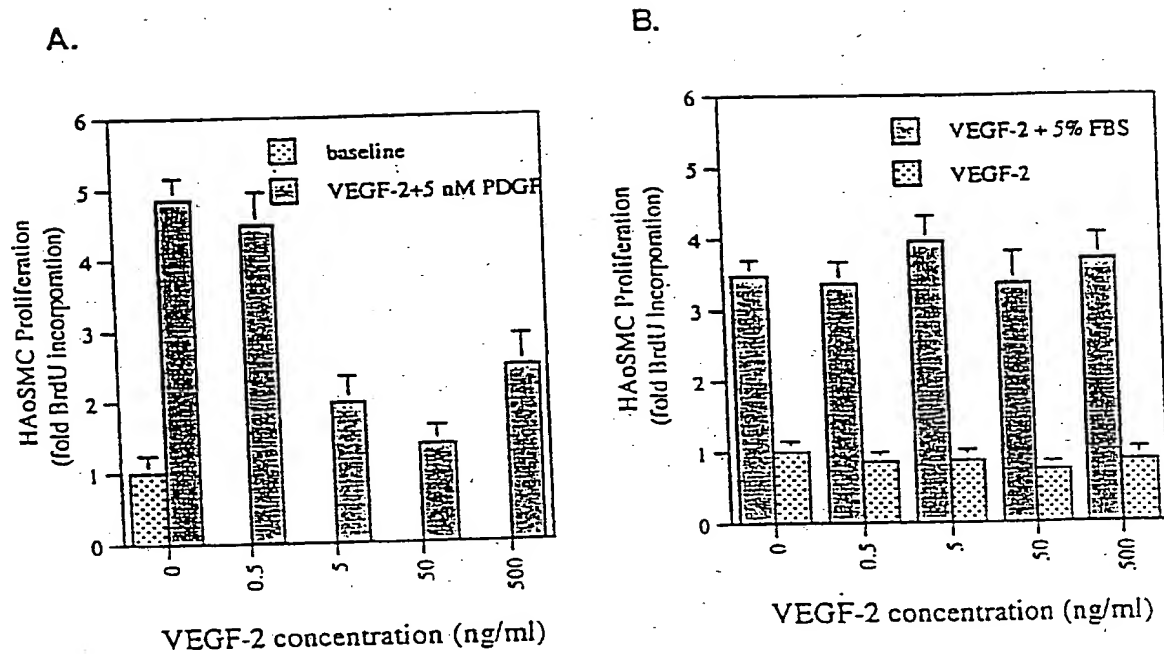 A.
HAoSMC Proliferation
(fold BrdU Incorporation)
6
5
4
3
2
1
0
baseline
VEGF-2+5 nM PDGF
0
0.5
5
50
500
VEGF-2 concentration (ng/ml)
B.
HAoSMC Proliferation
(fold BrdU Incorporation)
6
5
4
3
2
1
0
VEGF-2 + 5% FBS
VEGF-2
0
0.5
5
50
500
VEGF-2 concentration (ng/ml)